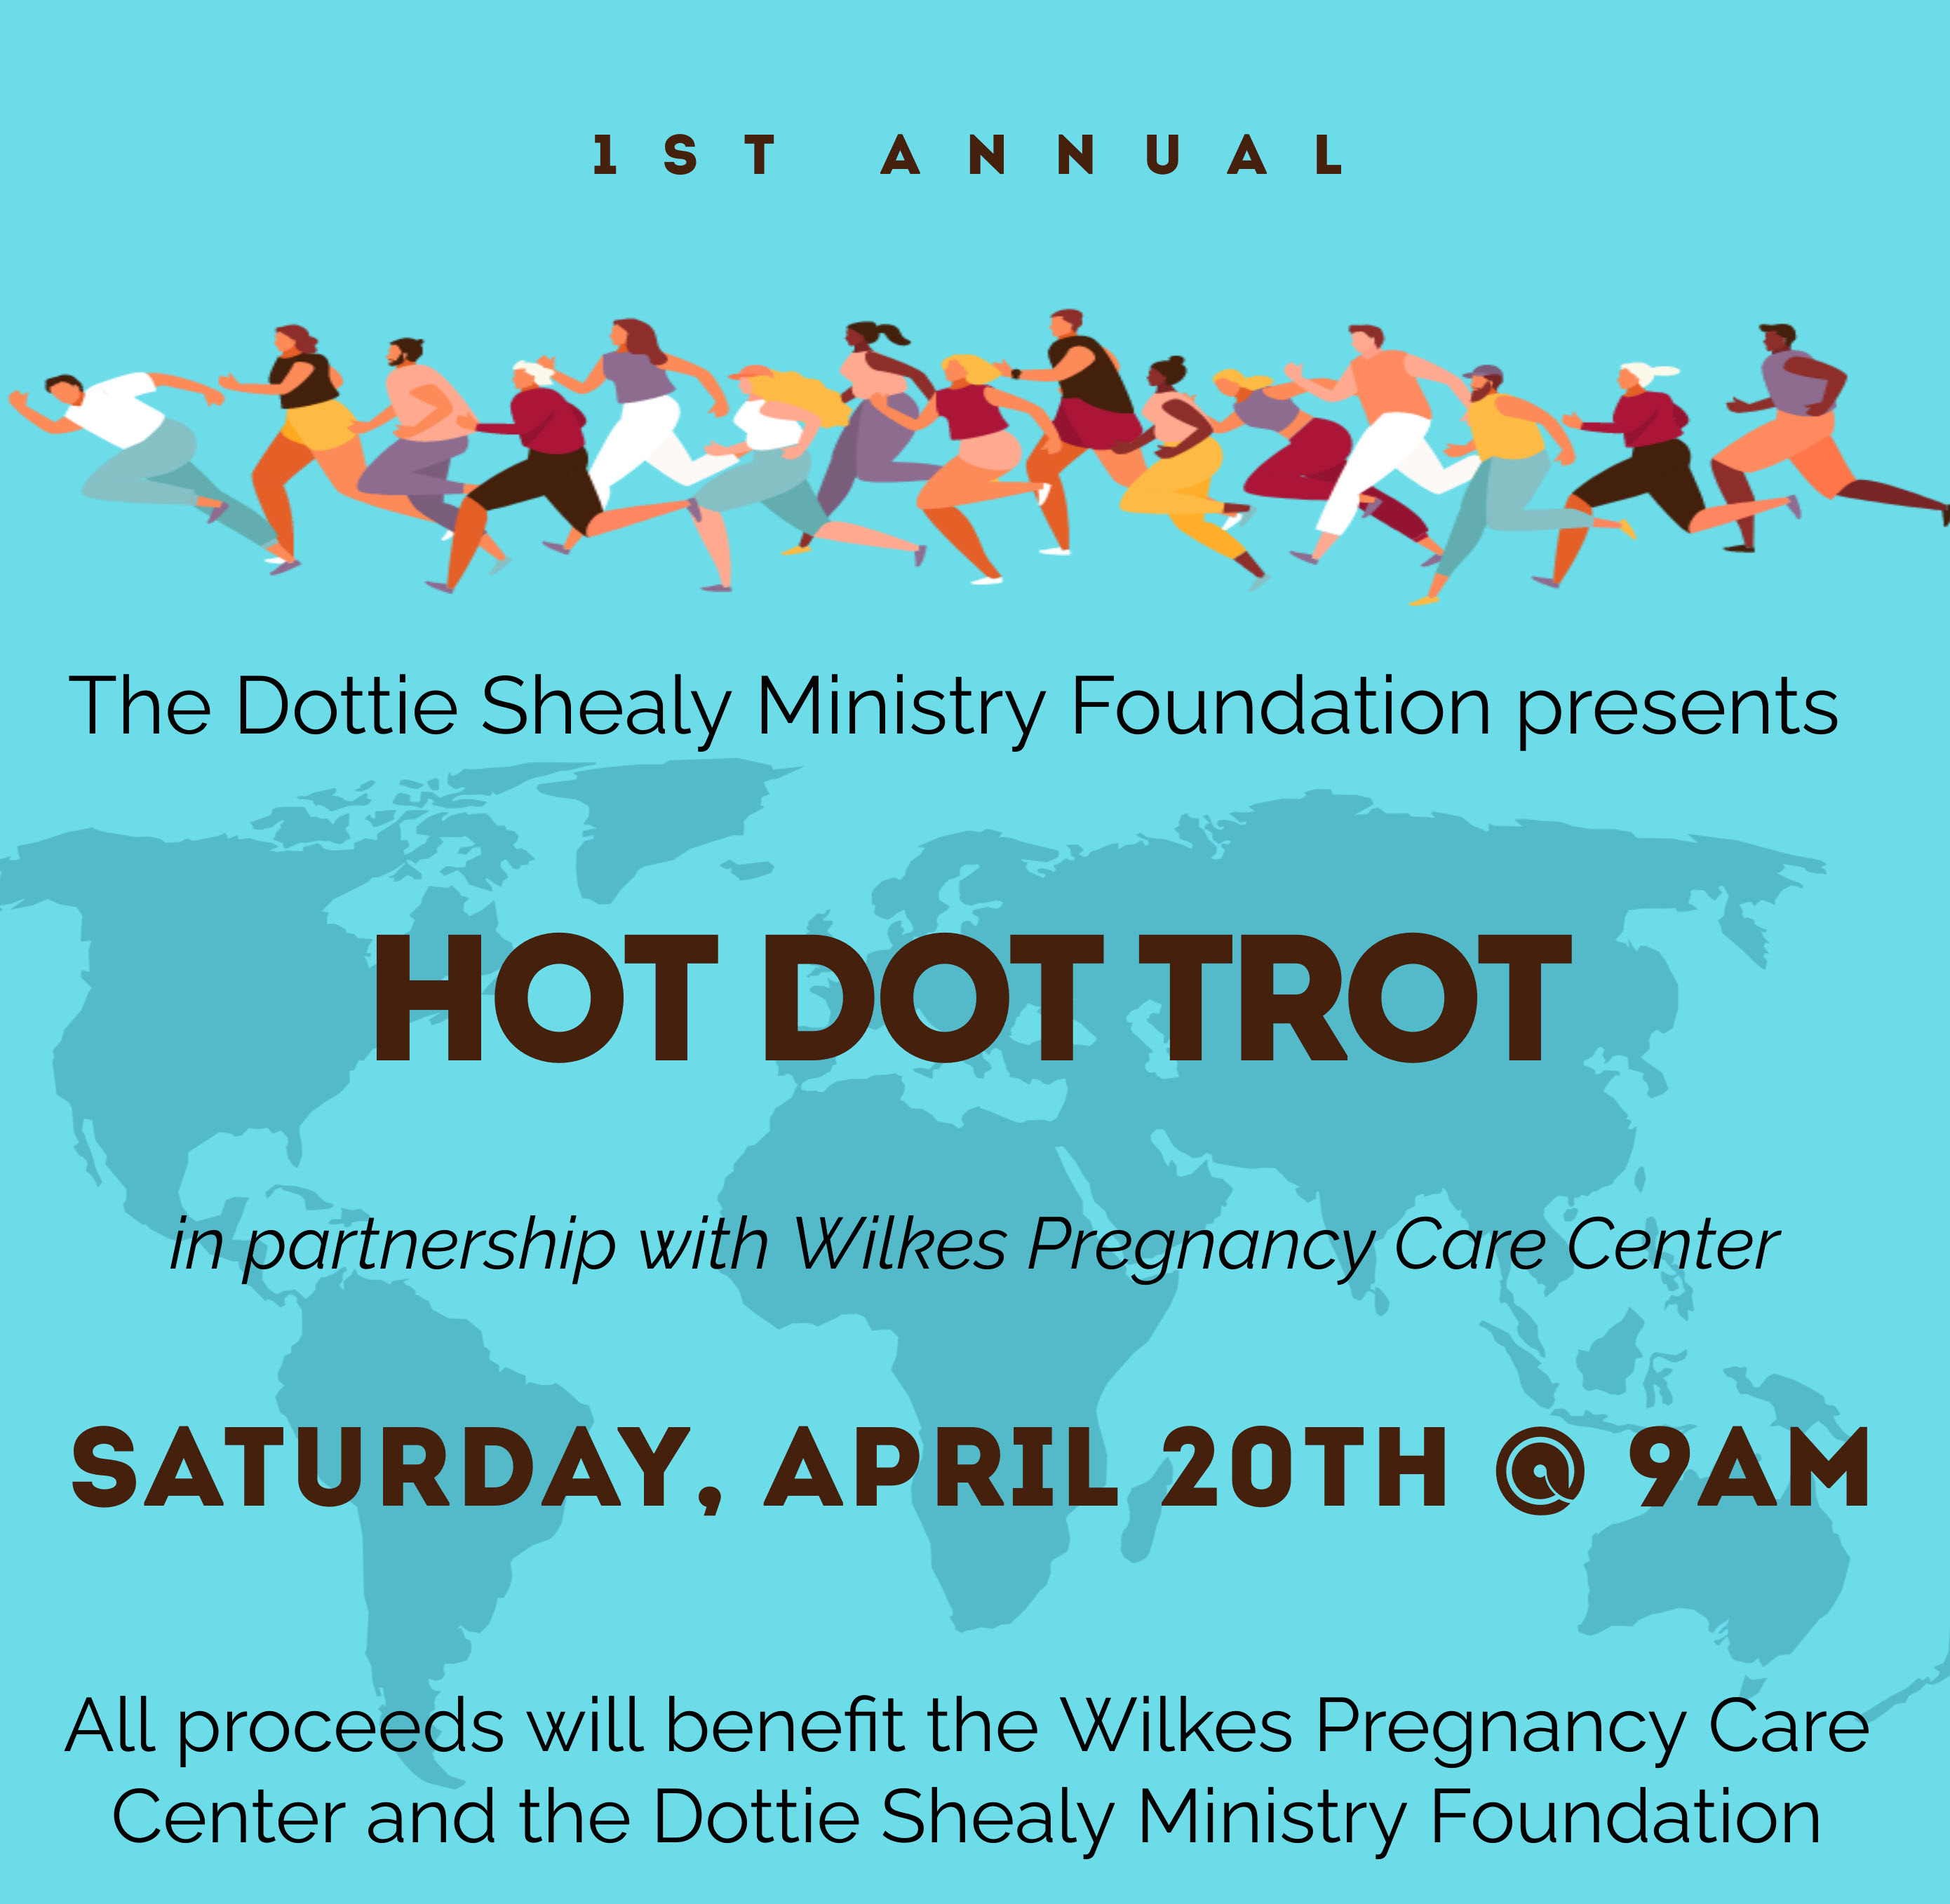 1ST ANNUAL
The Dottie Shealy Ministry Foundation presents
HOT DOT TROT
in partnership with Wilkes Pregnancy Care Center
SATURDAY, APRIL 20TH @ 9AM
All proceeds will benefit the Wilkes Pregnancy Care
Center and the Dottie Shealy Ministry Foundation